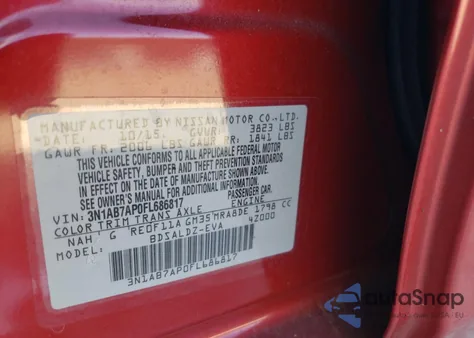 MANUFACTURED BY NISSAN MOTOR CO., LTD.
DATE: 10/15 GVWR: 3823 LBS
GAWR FR: 2006 LBS GAWR RR: 1841 LBS
THIS VEHICLE CONFORMS TO ALL APPLICABLE FEDERAL MOTOR
VEHICLE SAFETY, BUMPER AND THEFT PREVENTION STANDARDS
IN EFFECT ON THE DATE OF MANUFACTURE SHOWN ABOVE.
SEE OWNER'S MANUAL FOR ADDITIONAL INFORMATION.
VIN: 3N1AB7AP0FL686817 PASSENGER CAR
COLOR TRIM TRANS AXLE ENGINE
NAH G RE0F11A GM35 MRA8DE 1798 CC
MODEL: BDSALDZ-EVA 42000
3N1AB7AP0FL686817
autoSnap